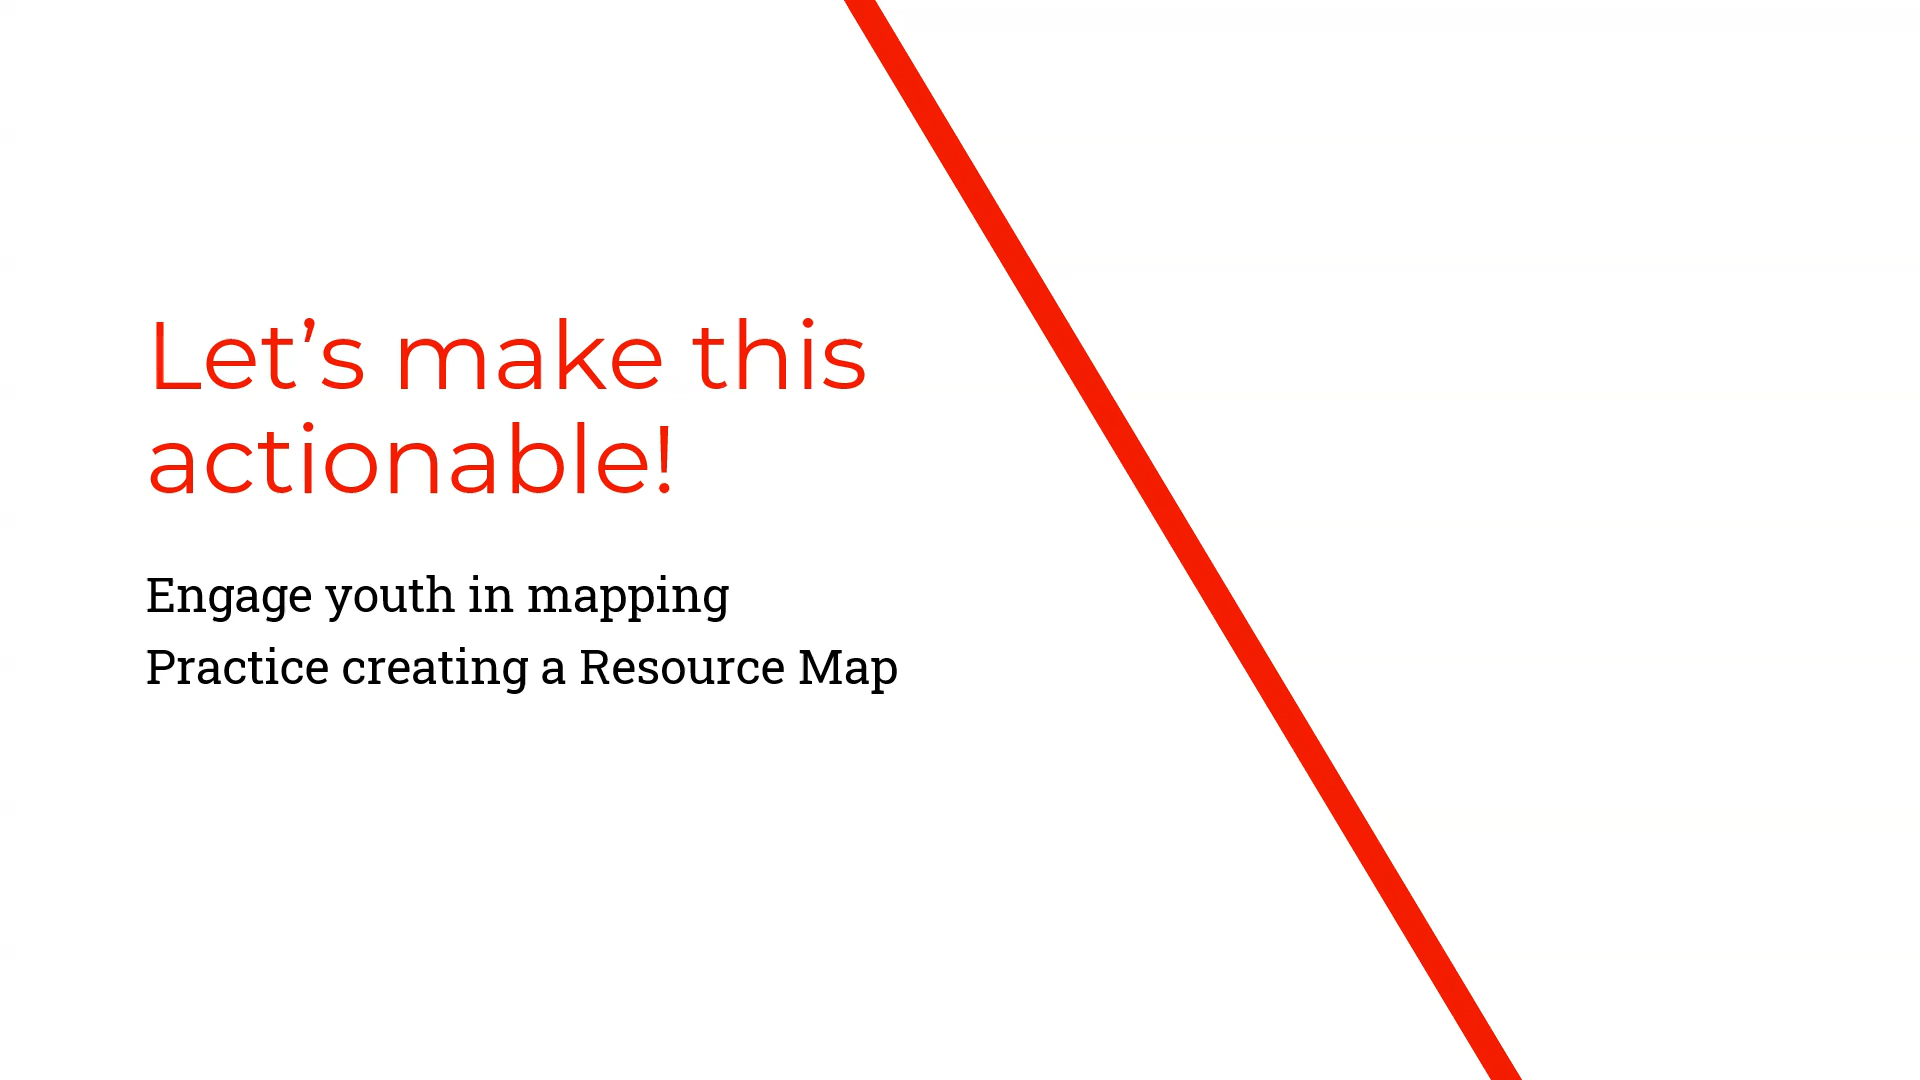 Let’s make this
actionable!
Engage youth in mapping
Practice creating a Resource Map